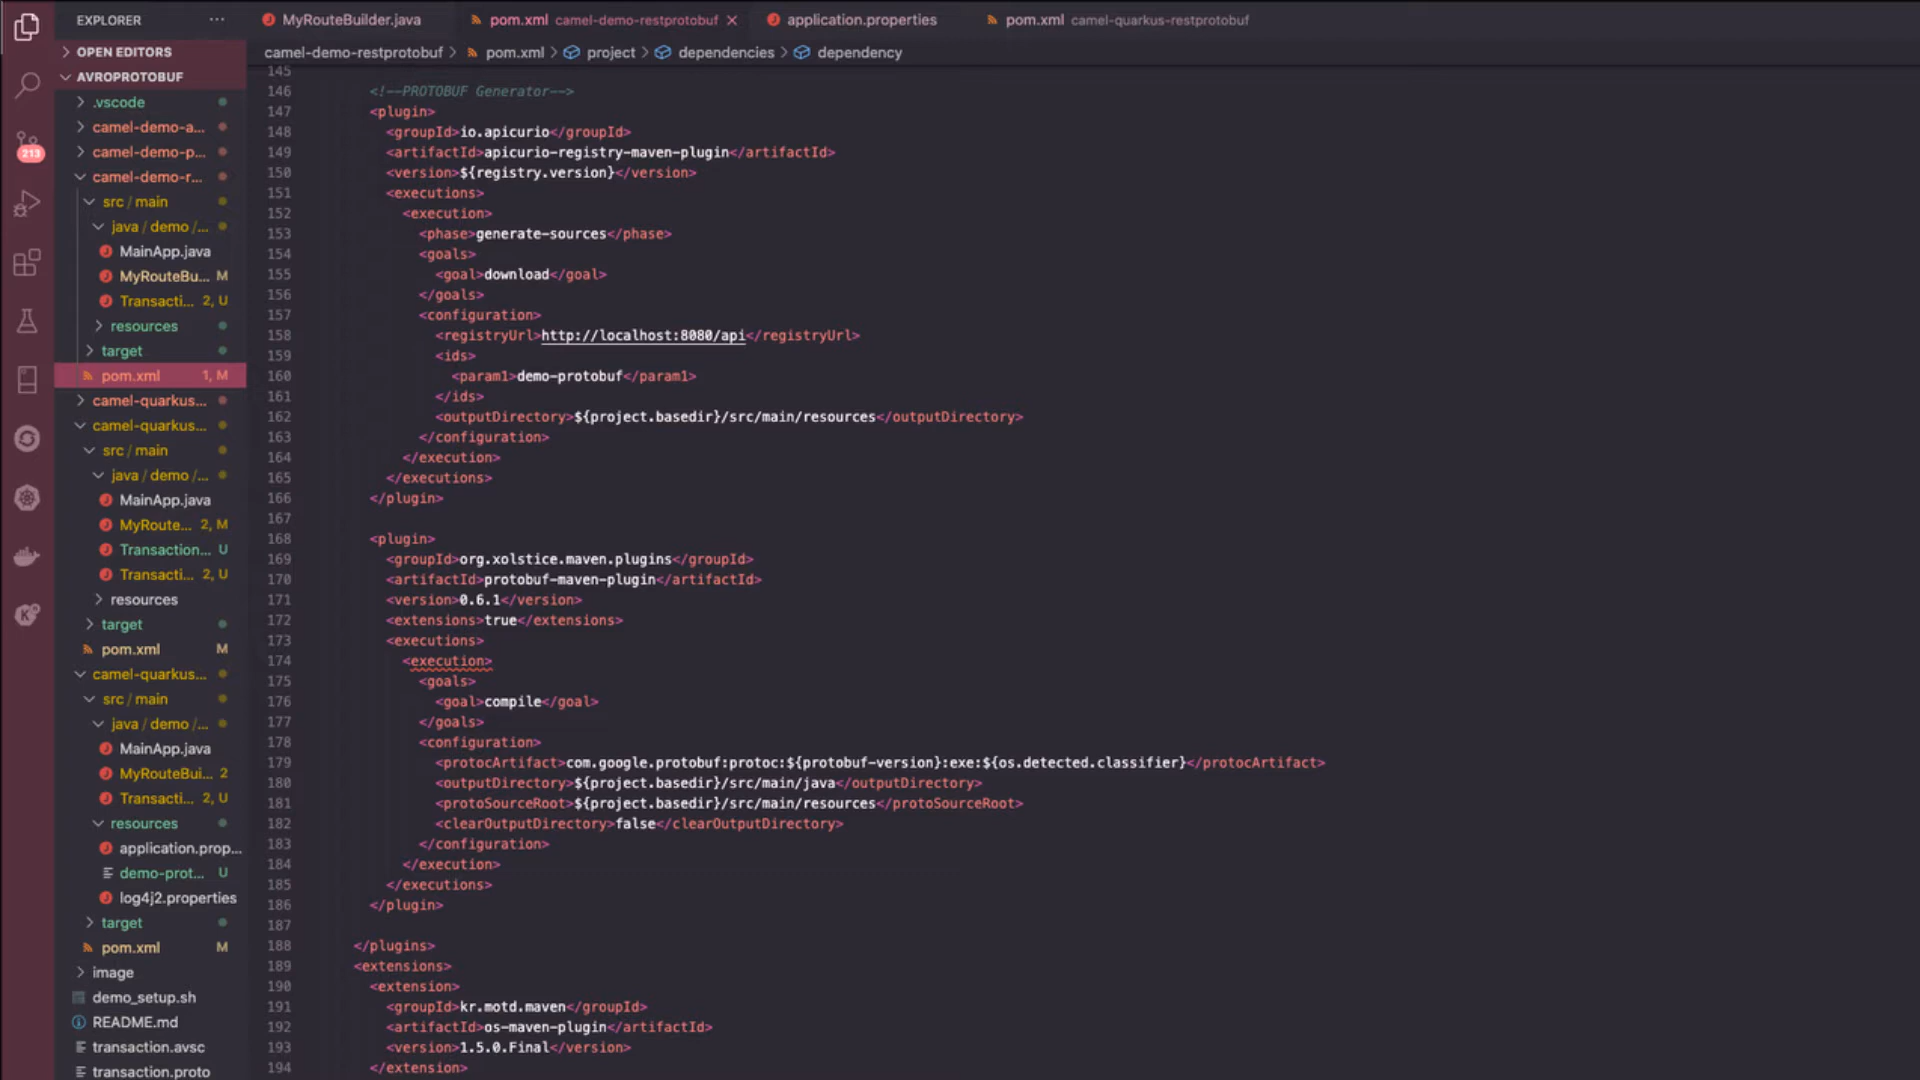 EXPLORER ...
OPEN EDITORS
AVROPROTOBUF
.vscode
camel-demo-a...
camel-demo-p...
camel-demo-r...
src / main
java / demo /...
MainApp.java
MyRouteBu... M
Transacti... 2, U
resources
target
pom.xml 1, M
camel-quarkus...
camel-quarkus...
src / main
java / demo /...
MainApp.java
MyRoute... 2, M
Transaction... U
Transacti... 2, U
resources
target
pom.xml M
camel-quarkus...
src / main
java / demo /...
MainApp.java
MyRouteBui... 2
Transacti... 2, U
resources
application.prop...
demo-prot... U
log4j2.properties
target
pom.xml M
image
demo_setup.sh
README.md
transaction.avsc
transaction.proto
213
MyRouteBuilder.java pom.xml camel-demo-restprotobuf application.properties pom.xml camel-quarkus-restprotobuf
camel-demo-restprotobuf > pom.xml > project > dependencies > dependency
145
146 <!--PROTOBUF Generator-->
147 <plugin>
148 <groupId>io.apicurio</groupId>
149 <artifactId>apicurio-registry-maven-plugin</artifactId>
150 <version>${registry.version}</version>
151 <executions>
152 <execution>
153 <phase>generate-sources</phase>
154 <goals>
155 <goal>download</goal>
156 </goals>
157 <configuration>
158 <registryUrl>http://localhost:8080/api</registryUrl>
159 <ids>
160 <param1>demo-protobuf</param1>
161 </ids>
162 <outputDirectory>${project.basedir}/src/main/resources</outputDirectory>
163 </configuration>
164 </execution>
165 </executions>
166 </plugin>
167
168 <plugin>
169 <groupId>org.xolstice.maven.plugins</groupId>
170 <artifactId>protobuf-maven-plugin</artifactId>
171 <version>0.6.1</version>
172 <extensions>true</extensions>
173 <executions>
174 <execution>
175 <goals>
176 <goal>compile</goal>
177 </goals>
178 <configuration>
179 <protocArtifact>com.google.protobuf:protoc:${protobuf-version}:exe:${os.detected.classifier}</protocArtifact>
180 <outputDirectory>${project.basedir}/src/main/java</outputDirectory>
181 <protoSourceRoot>${project.basedir}/src/main/resources</protoSourceRoot>
182 <clearOutputDirectory>false</clearOutputDirectory>
183 </configuration>
184 </execution>
185 </executions>
186 </plugin>
187
188 </plugins>
189 <extensions>
190 <extension>
191 <groupId>kr.motd.maven</groupId>
192 <artifactId>os-maven-plugin</artifactId>
193 <version>1.5.0.Final</version>
194 </extension>